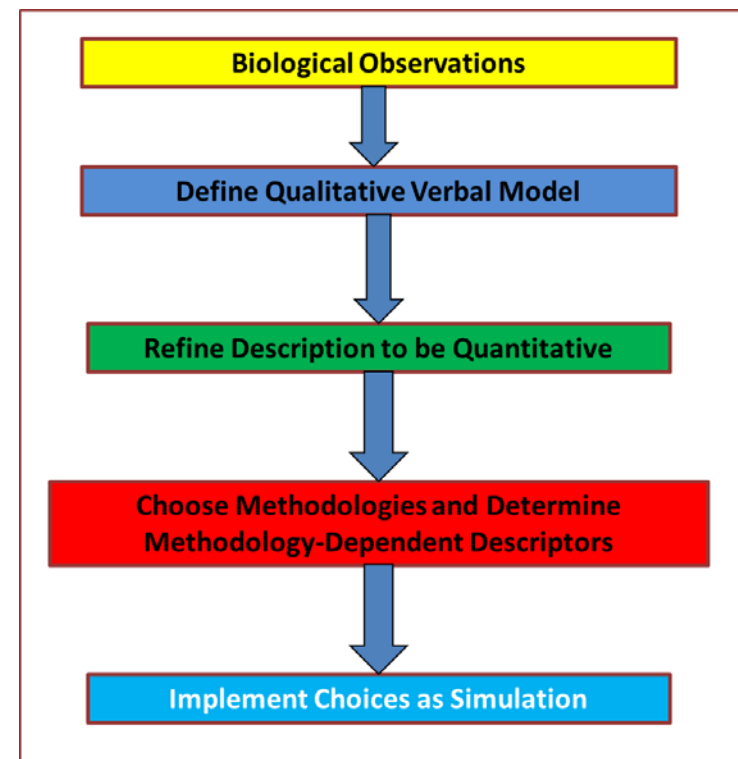 Biological Observations
Define Qualitative Verbal Model
Refine Description to be Quantitative
Choose Methodologies and Determine
Methodology-Dependent Descriptors
Implement Choices as Simulation